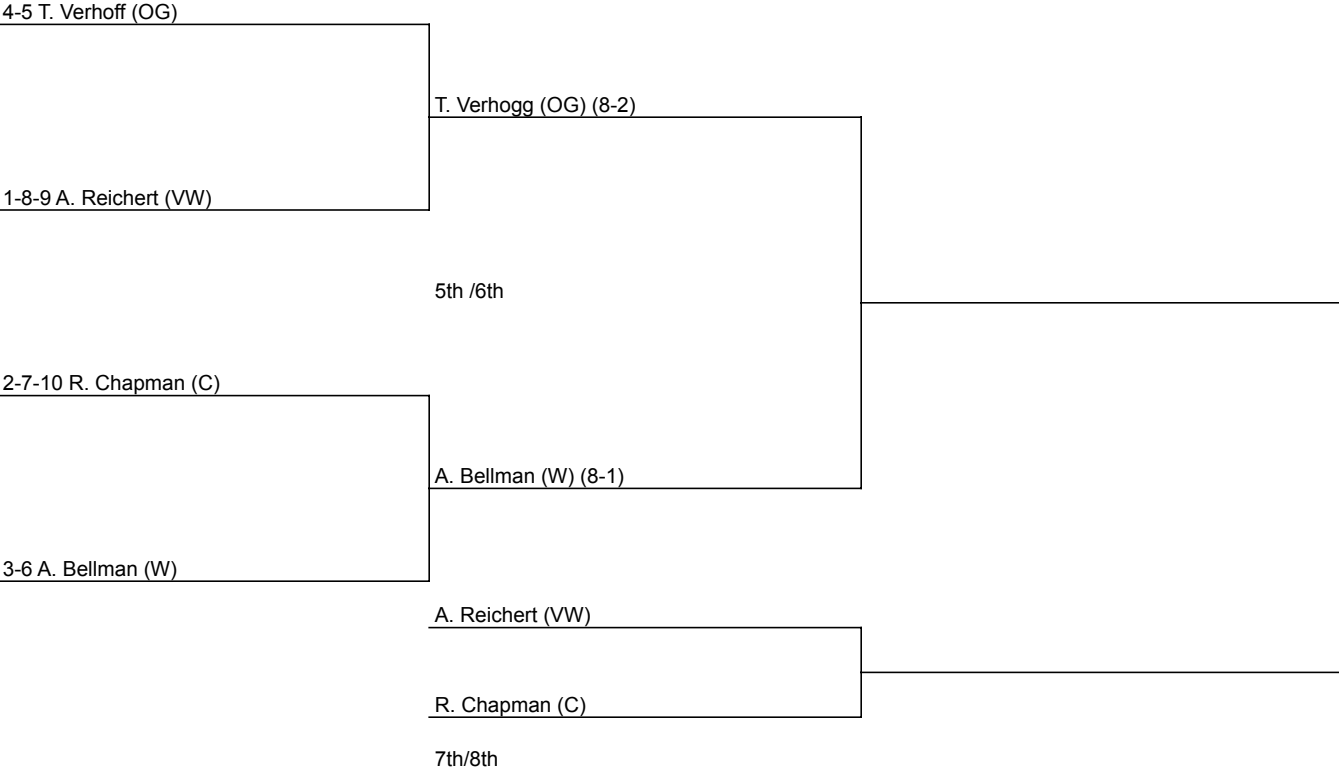 4-5 T. Verhoff (OG)
T. Verhogg (OG) (8-2)
1-8-9 A. Reichert (VW)
5th /6th
2-7-10 R. Chapman (C)
A. Bellman (W) (8-1)
3-6 A. Bellman (W)
A. Reichert (VW)
R. Chapman (C)
7th/8th